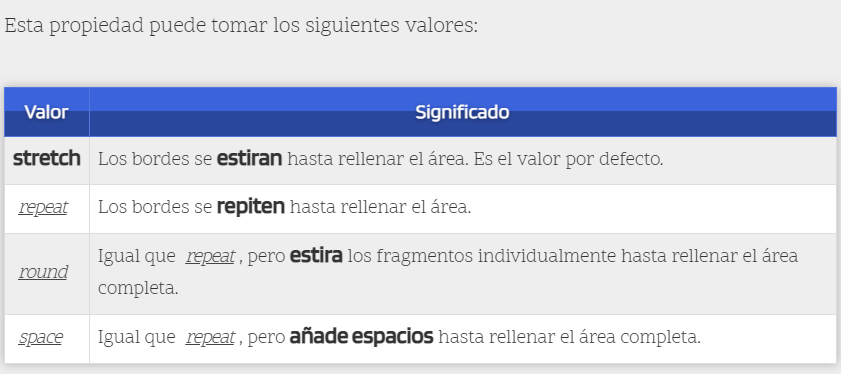 Esta propiedad puede tomar los siguientes valores:
Valor Significado
stretch Los bordes se estiran hasta rellenar el área. Es el valor por defecto.
repeat Los bordes se repiten hasta rellenar el área.
round Igual que repeat , pero estira los fragmentos individualmente hasta rellenar el área
completa.
space Igual que repeat , pero añade espacios hasta rellenar el área completa.